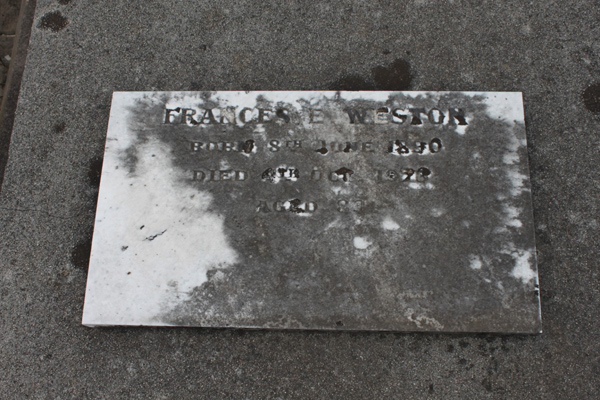 FRANCES E. WESTON
BORN 8TH JUNE 1890
DIED 4TH OCT.
AGED